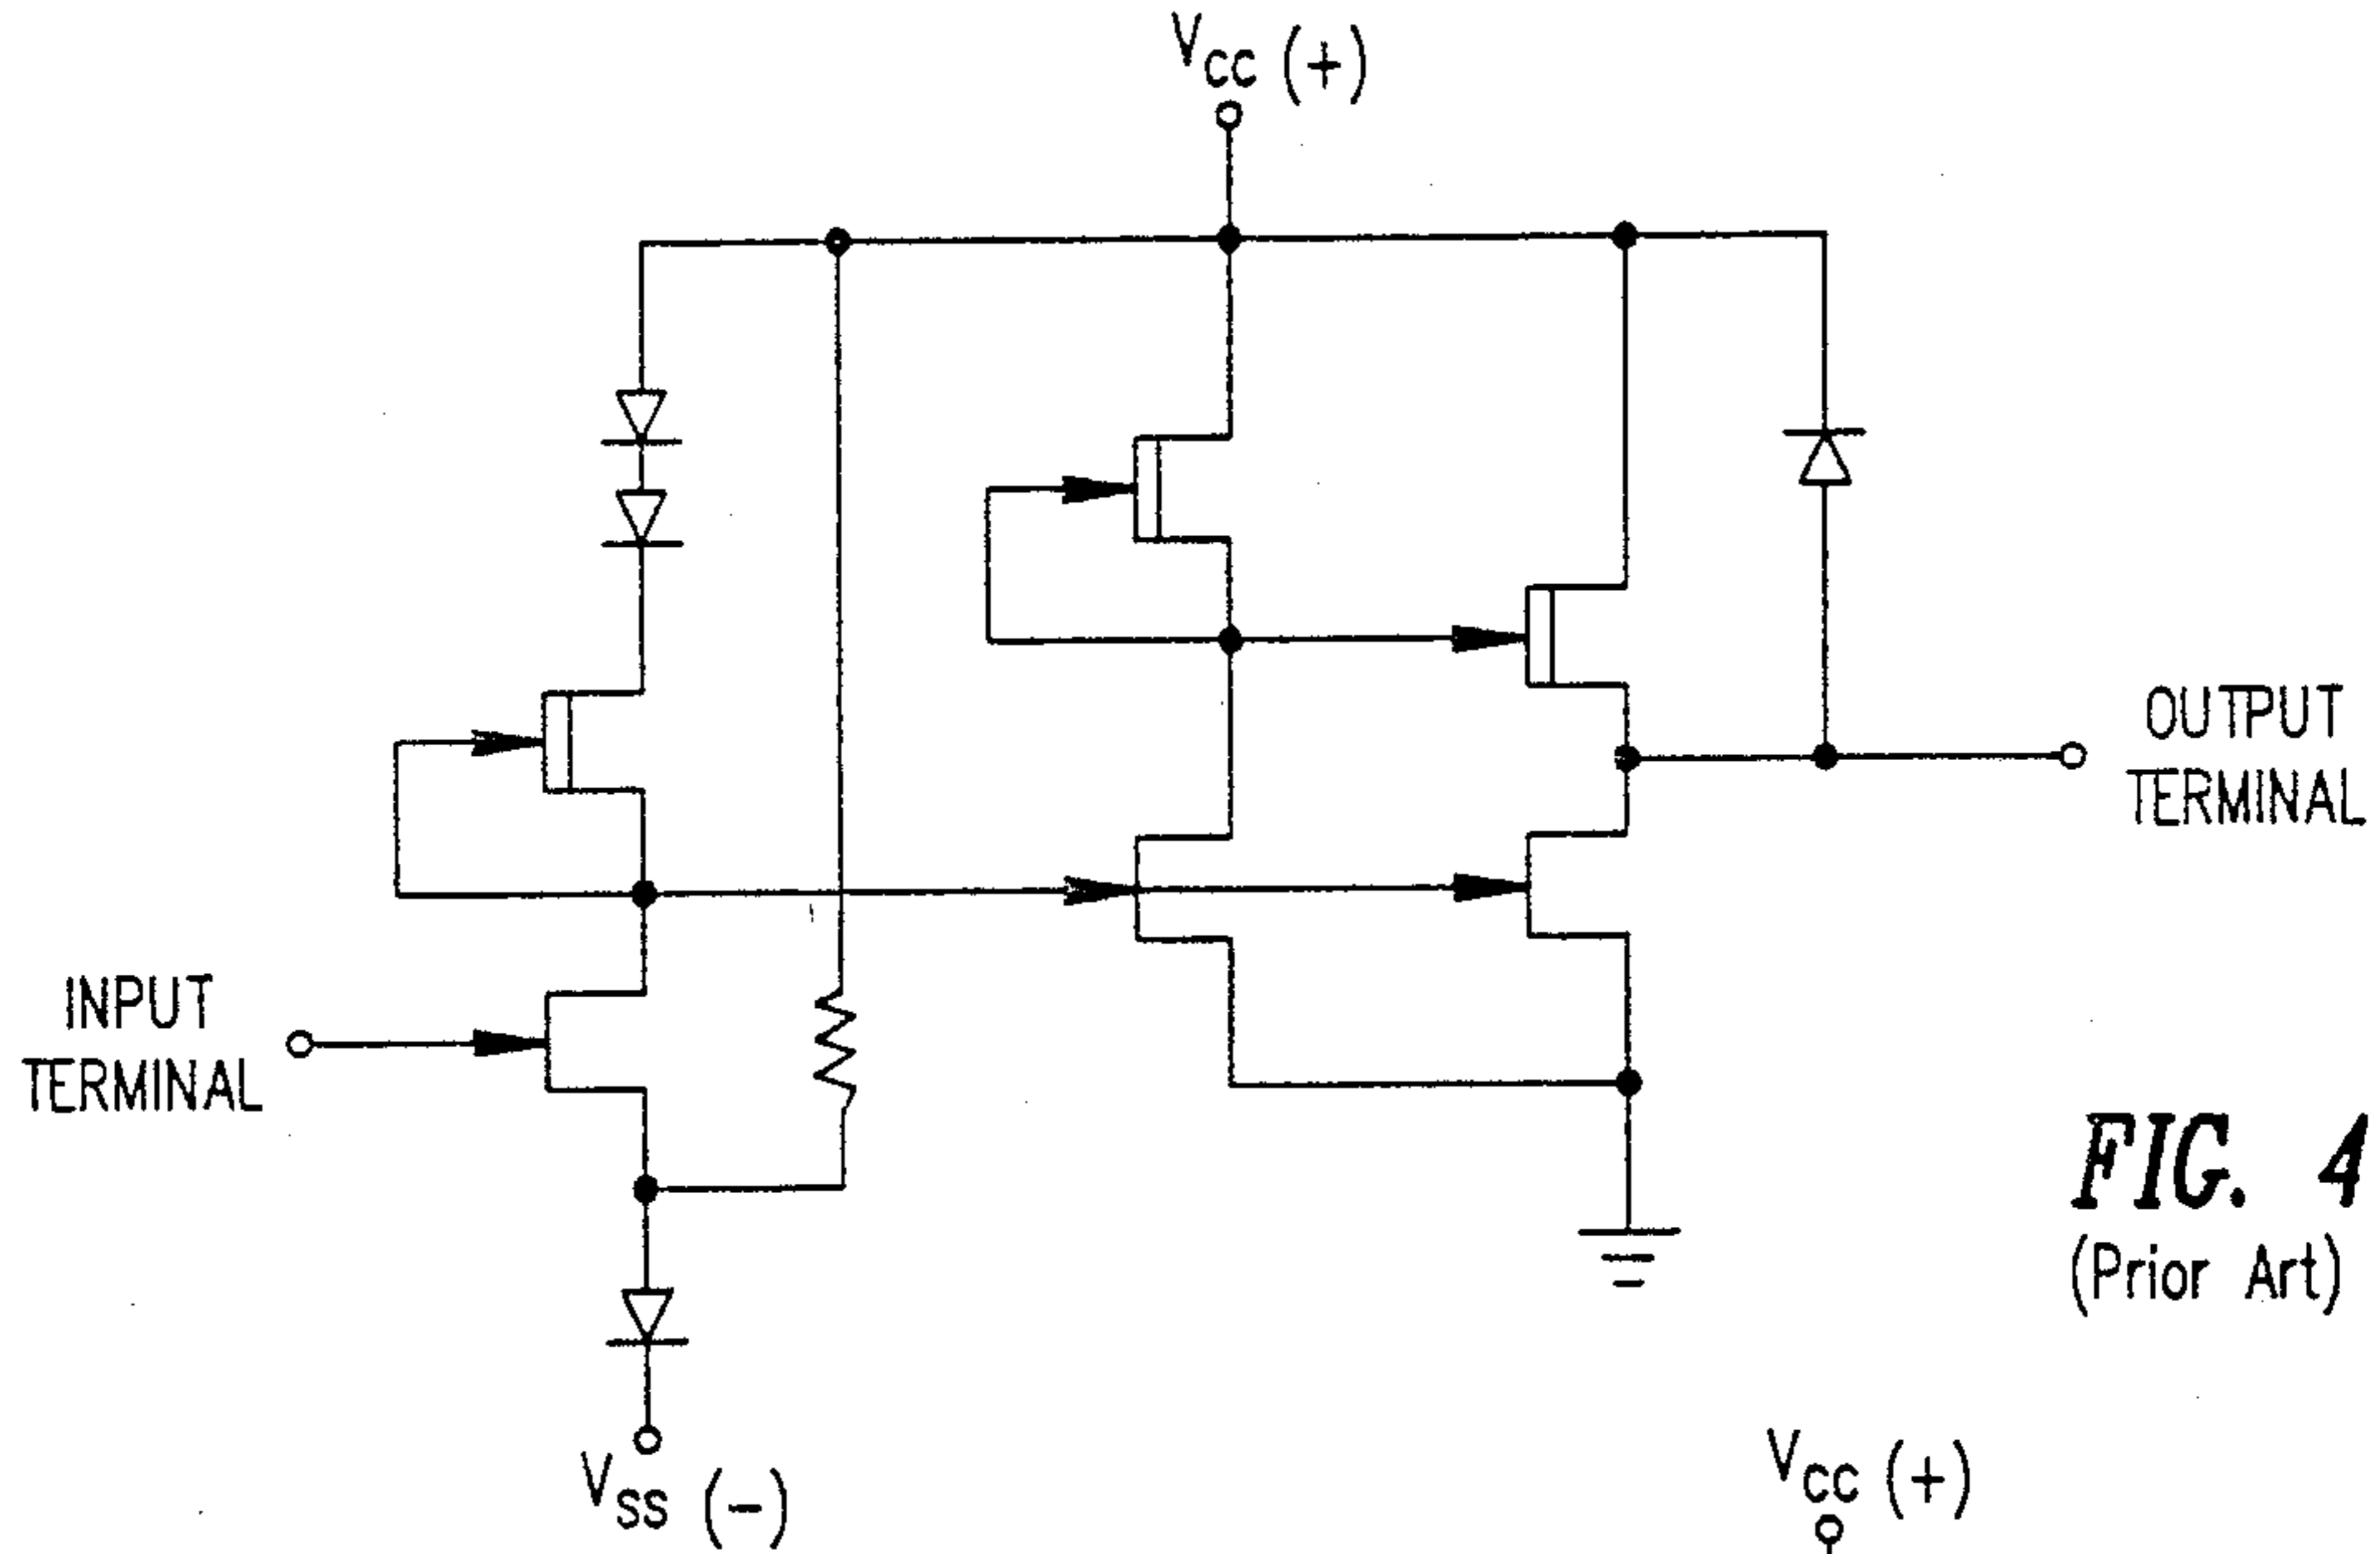 VCC (+)
OUTPUT
TERMINAL
INPUT
TERMINAL
FIG. 4
(Prior Art)
VSS (-)
VCC (+)